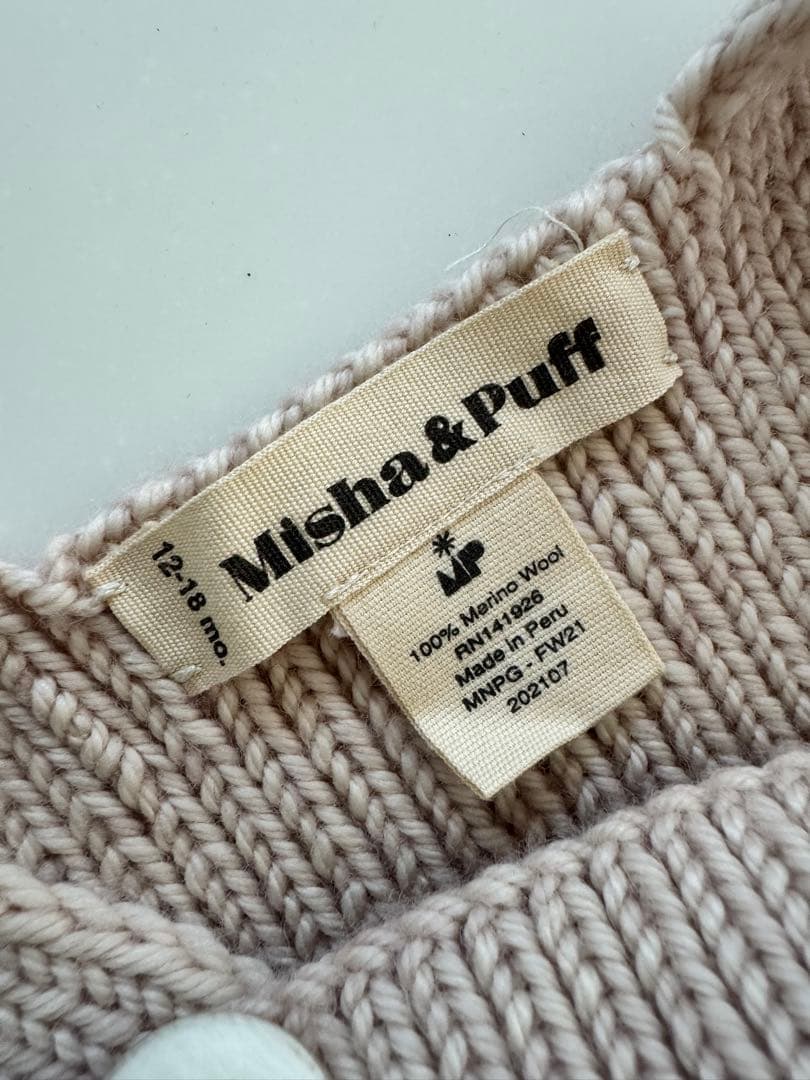 Misha & Puff
12-18 mo.
MP
100% Merino Wool
RN141926
Made in Peru
MNPG - FW21
202107